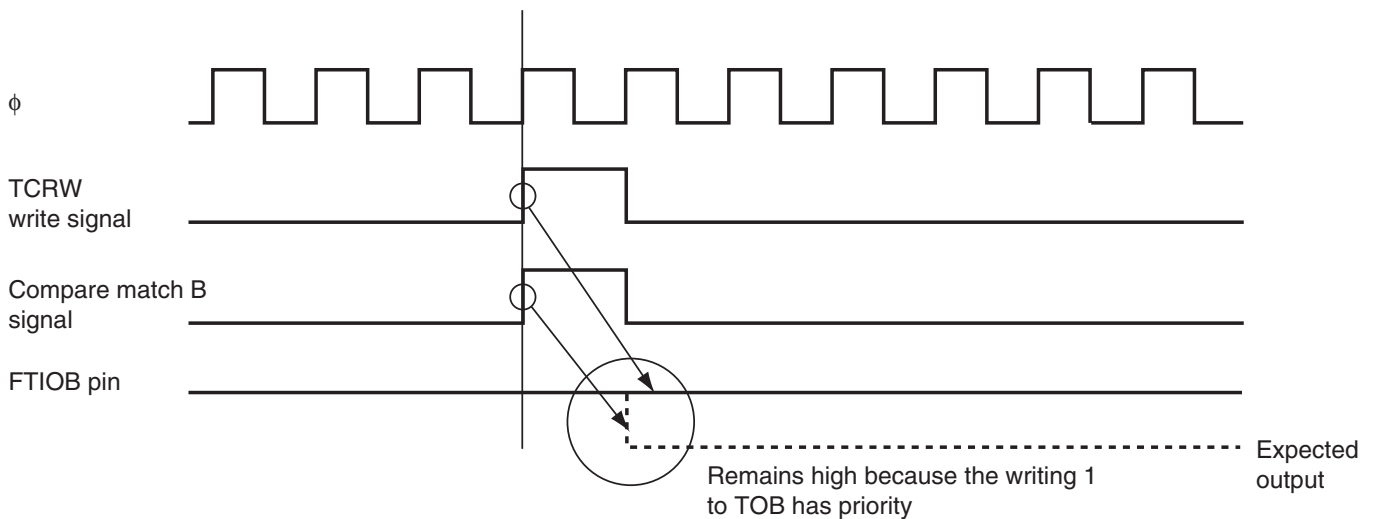 ϕ
TCRW
write signal
Compare match B
signal
FTIOB pin
Expected
output
Remains high because the writing 1
to TOB has priority